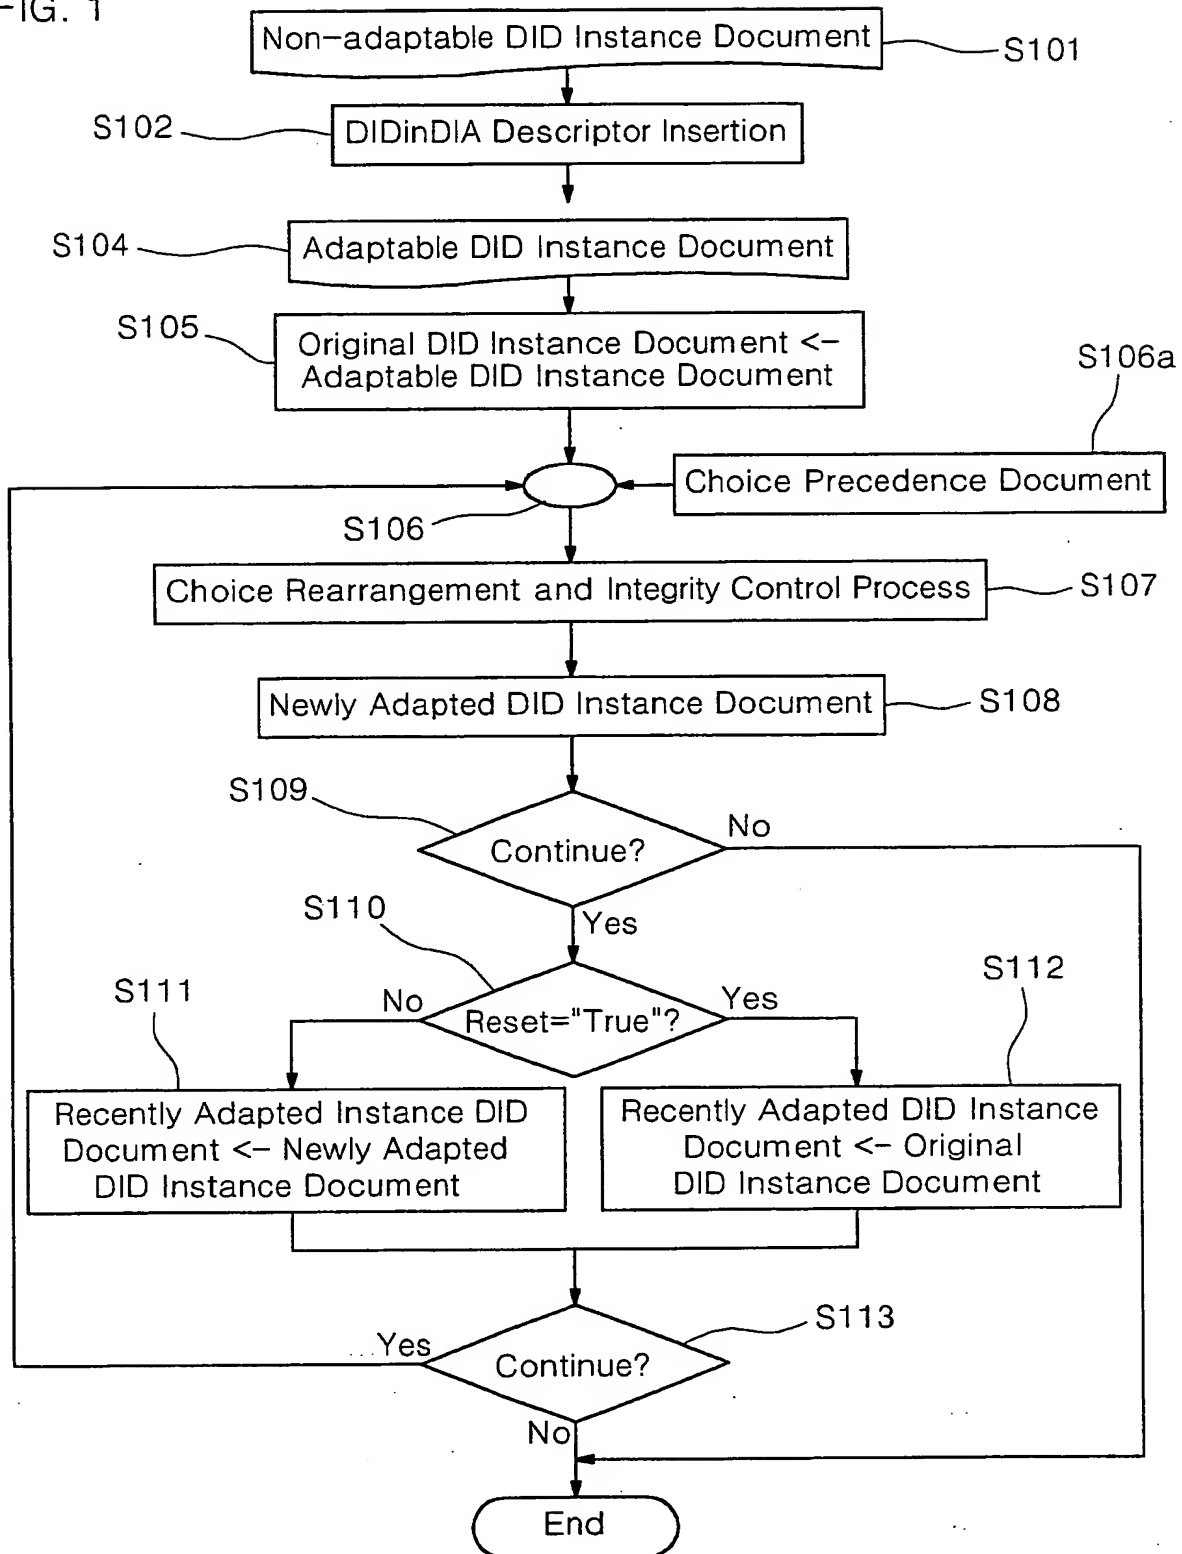 FIG. 1
Non-adaptable DID Instance Document
S101
S102
DIDinDIA Descriptor Insertion
S104
Adaptable DID Instance Document
S105
Original DID Instance Document <-
Adaptable DID Instance Document
S106a
Choice Precedence Document
S106
Choice Rearrangement and Integrity Control Process
S107
Newly Adapted DID Instance Document
S108
S109
Continue?
No
Yes
S110
Reset="True"?
No
Yes
S111
S112
Recently Adapted Instance DID
Document <- Newly Adapted
DID Instance Document
Recently Adapted DID Instance
Document <- Original
DID Instance Document
S113
Yes
Continue?
No
End